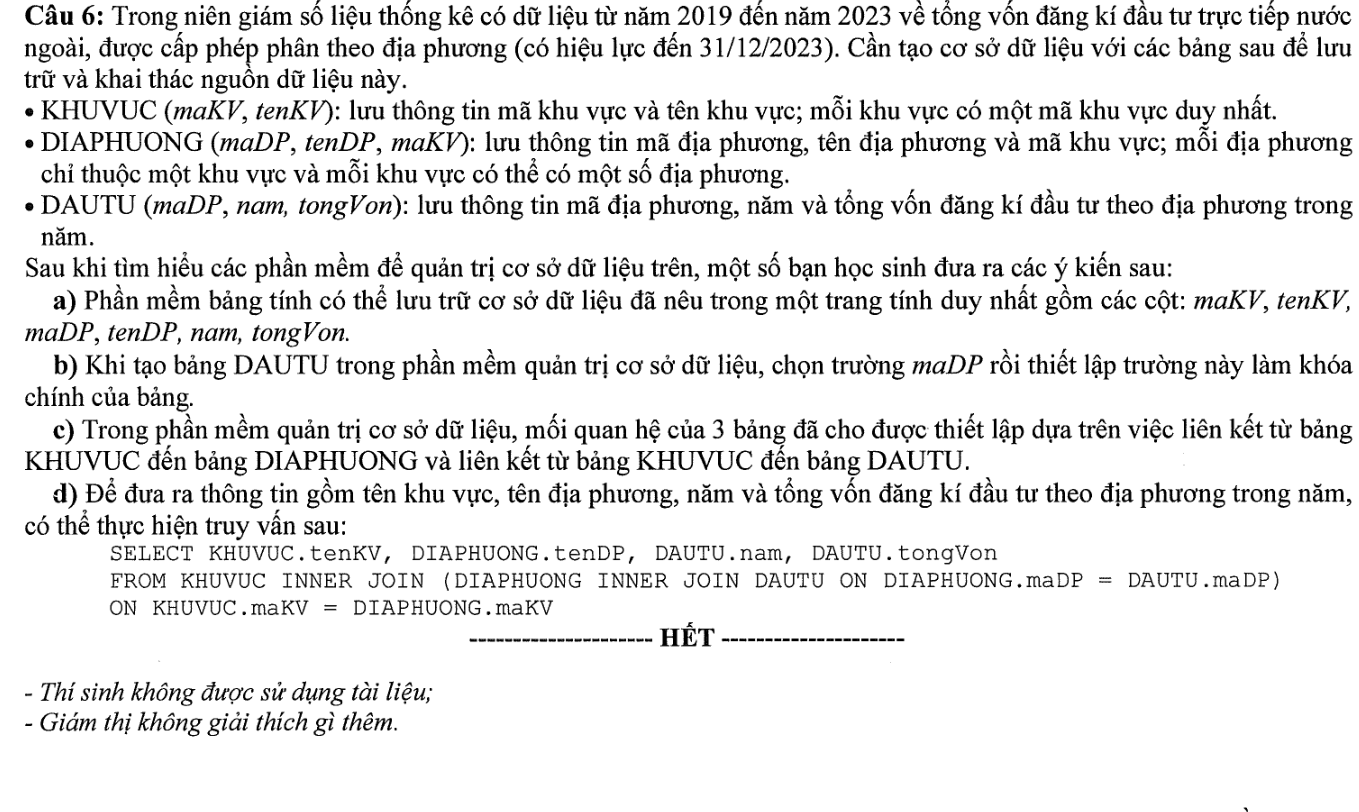 Câu 6: Trong niên giám số liệu thống kê có dữ liệu từ năm 2019 đến năm 2023 về tổng vốn đăng kí đầu tư trực tiếp nước
ngoài, được cấp phép phân theo địa phương (có hiệu lực đến 31/12/2023). Cần tạo cơ sở dữ liệu với các bảng sau để lưu
trữ và khai thác nguồn dữ liệu này.
• KHUVUC (maKV, tenKV): lưu thông tin mã khu vực và tên khu vực; mỗi khu vực có một mã khu vực duy nhất.
• DIAPHUONG (maDP, tenDP, maKV): lưu thông tin mã địa phương, tên địa phương và mã khu vực; mỗi địa phương
chỉ thuộc một khu vực và mỗi khu vực có thể có một số địa phương.
• DAUTU (maDP, nam, tongVon): lưu thông tin mã địa phương, năm và tổng vốn đăng kí đầu tư theo địa phương trong
năm.
Sau khi tìm hiểu các phần mềm để quản trị cơ sở dữ liệu trên, một số bạn học sinh đưa ra các ý kiến sau:
a) Phần mềm bảng tính có thể lưu trữ cơ sở dữ liệu đã nêu trong một trang tính duy nhất gồm các cột: maKV, tenKV,
maDP, tenDP, nam, tongVon.
b) Khi tạo bảng DAUTU trong phần mềm quản trị cơ sở dữ liệu, chọn trường maDP rồi thiết lập trường này làm khóa
chính của bảng.
c) Trong phần mềm quản trị cơ sở dữ liệu, mối quan hệ của 3 bảng đã cho được thiết lập dựa trên việc liên kết từ bảng
KHUVUC đến bảng DIAPHUONG và liên kết từ bảng KHUVUC đến bảng DAUTU.
d) Để đưa ra thông tin gồm tên khu vực, tên địa phương, năm và tổng vốn đăng kí đầu tư theo địa phương trong năm,
có thể thực hiện truy vấn sau:
SELECT KHUVUC.tenKV, DIAPHUONG.tenDP, DAUTU.nam, DAUTU.tongVon
FROM KHUVUC INNER JOIN (DIAPHUONG INNER JOIN DAUTU ON DIAPHUONG.maDP = DAUTU.maDP)
ON KHUVUC.maKV = DIAPHUONG.maKV
--------------------- HẾT ---------------------
- Thí sinh không được sử dụng tài liệu;
- Giám thị không giải thích gì thêm.